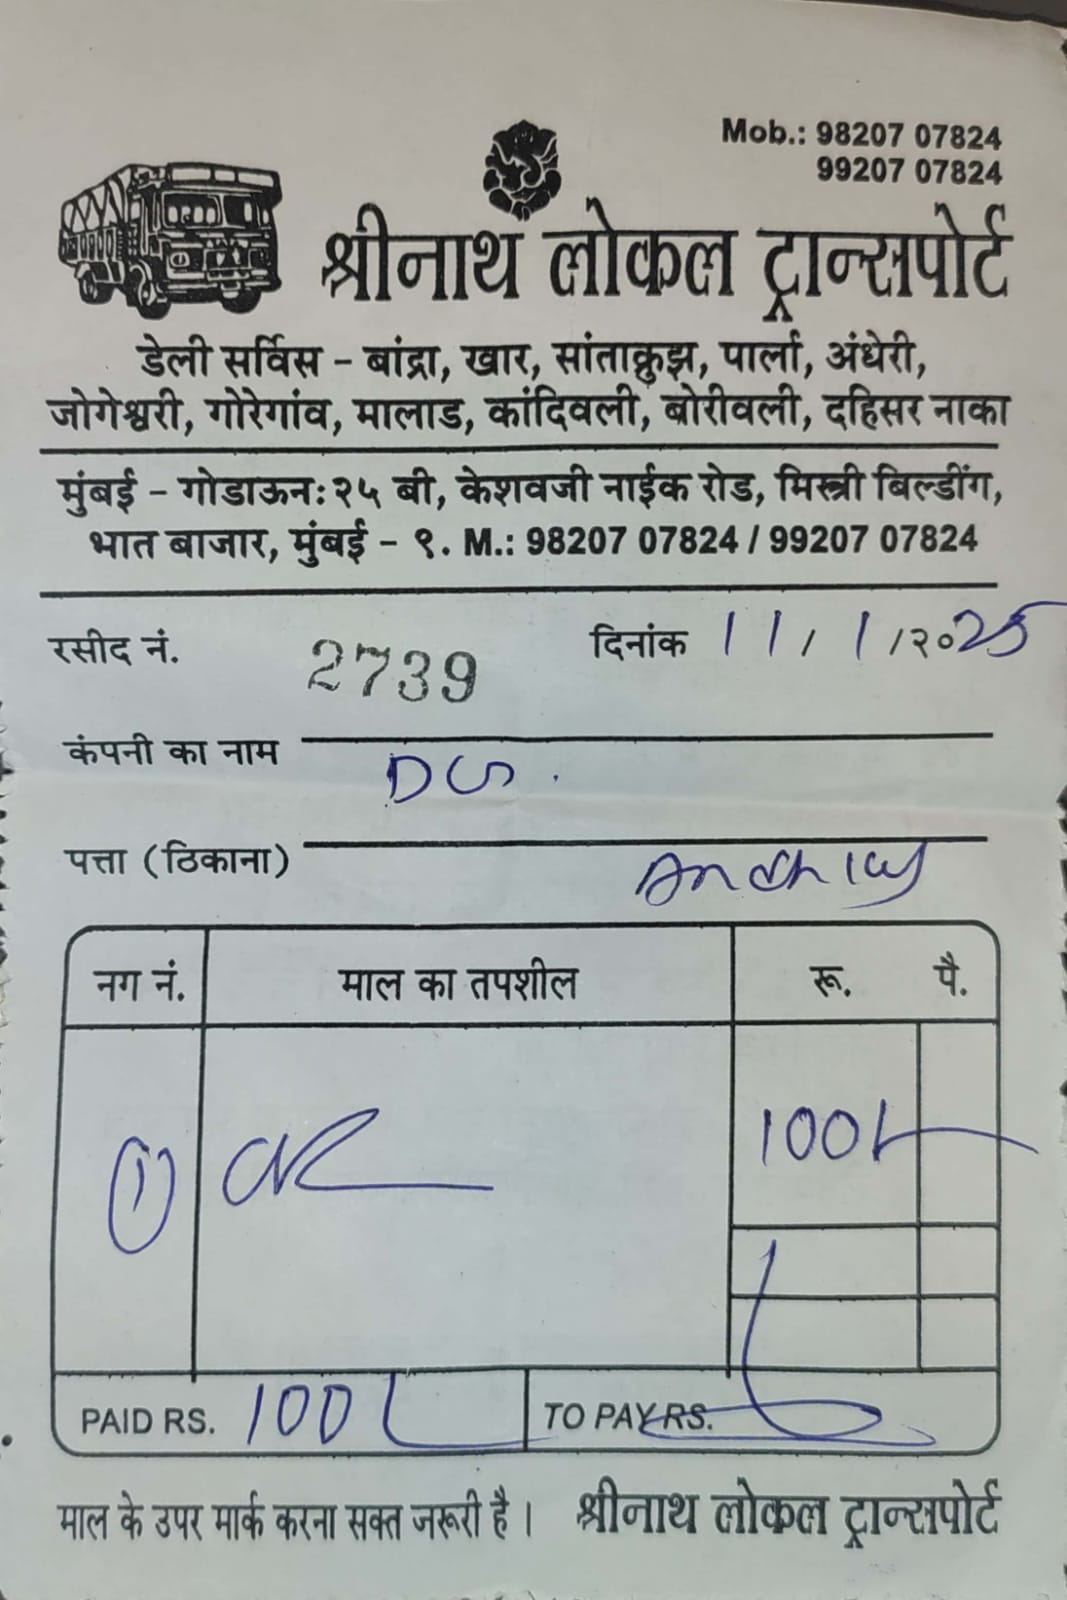 Mob.: 98207 07824
99207 07824
श्रीनाथ लोकल ट्रान्सपोर्ट
डेली सर्विस - बांद्रा, खार, सांताक्रुझ, पार्ला, अंधेरी,
जोगेश्वरी, गोरेगांव, मालाड, कांदिवली, बोरीवली, दहिसर नाका
मुंबई - गोडाऊन: २५ बी, केशवजी नाईक रोड, मिस्त्री बिल्डींग,
भात बाजार, मुंबई - ९. M.: 98207 07824 / 99207 07824
रसीद नं. 2739 दिनांक 11/1/२०25
कंपनी का नाम
पत्ता (ठिकाना)
नग नं. माल का तपशील रू. पै.
1 100/-
PAID RS. 100/- TO PAY RS.
माल के उपर मार्क करना सक्त जरूरी है। श्रीनाथ लोकल ट्रान्सपोर्ट